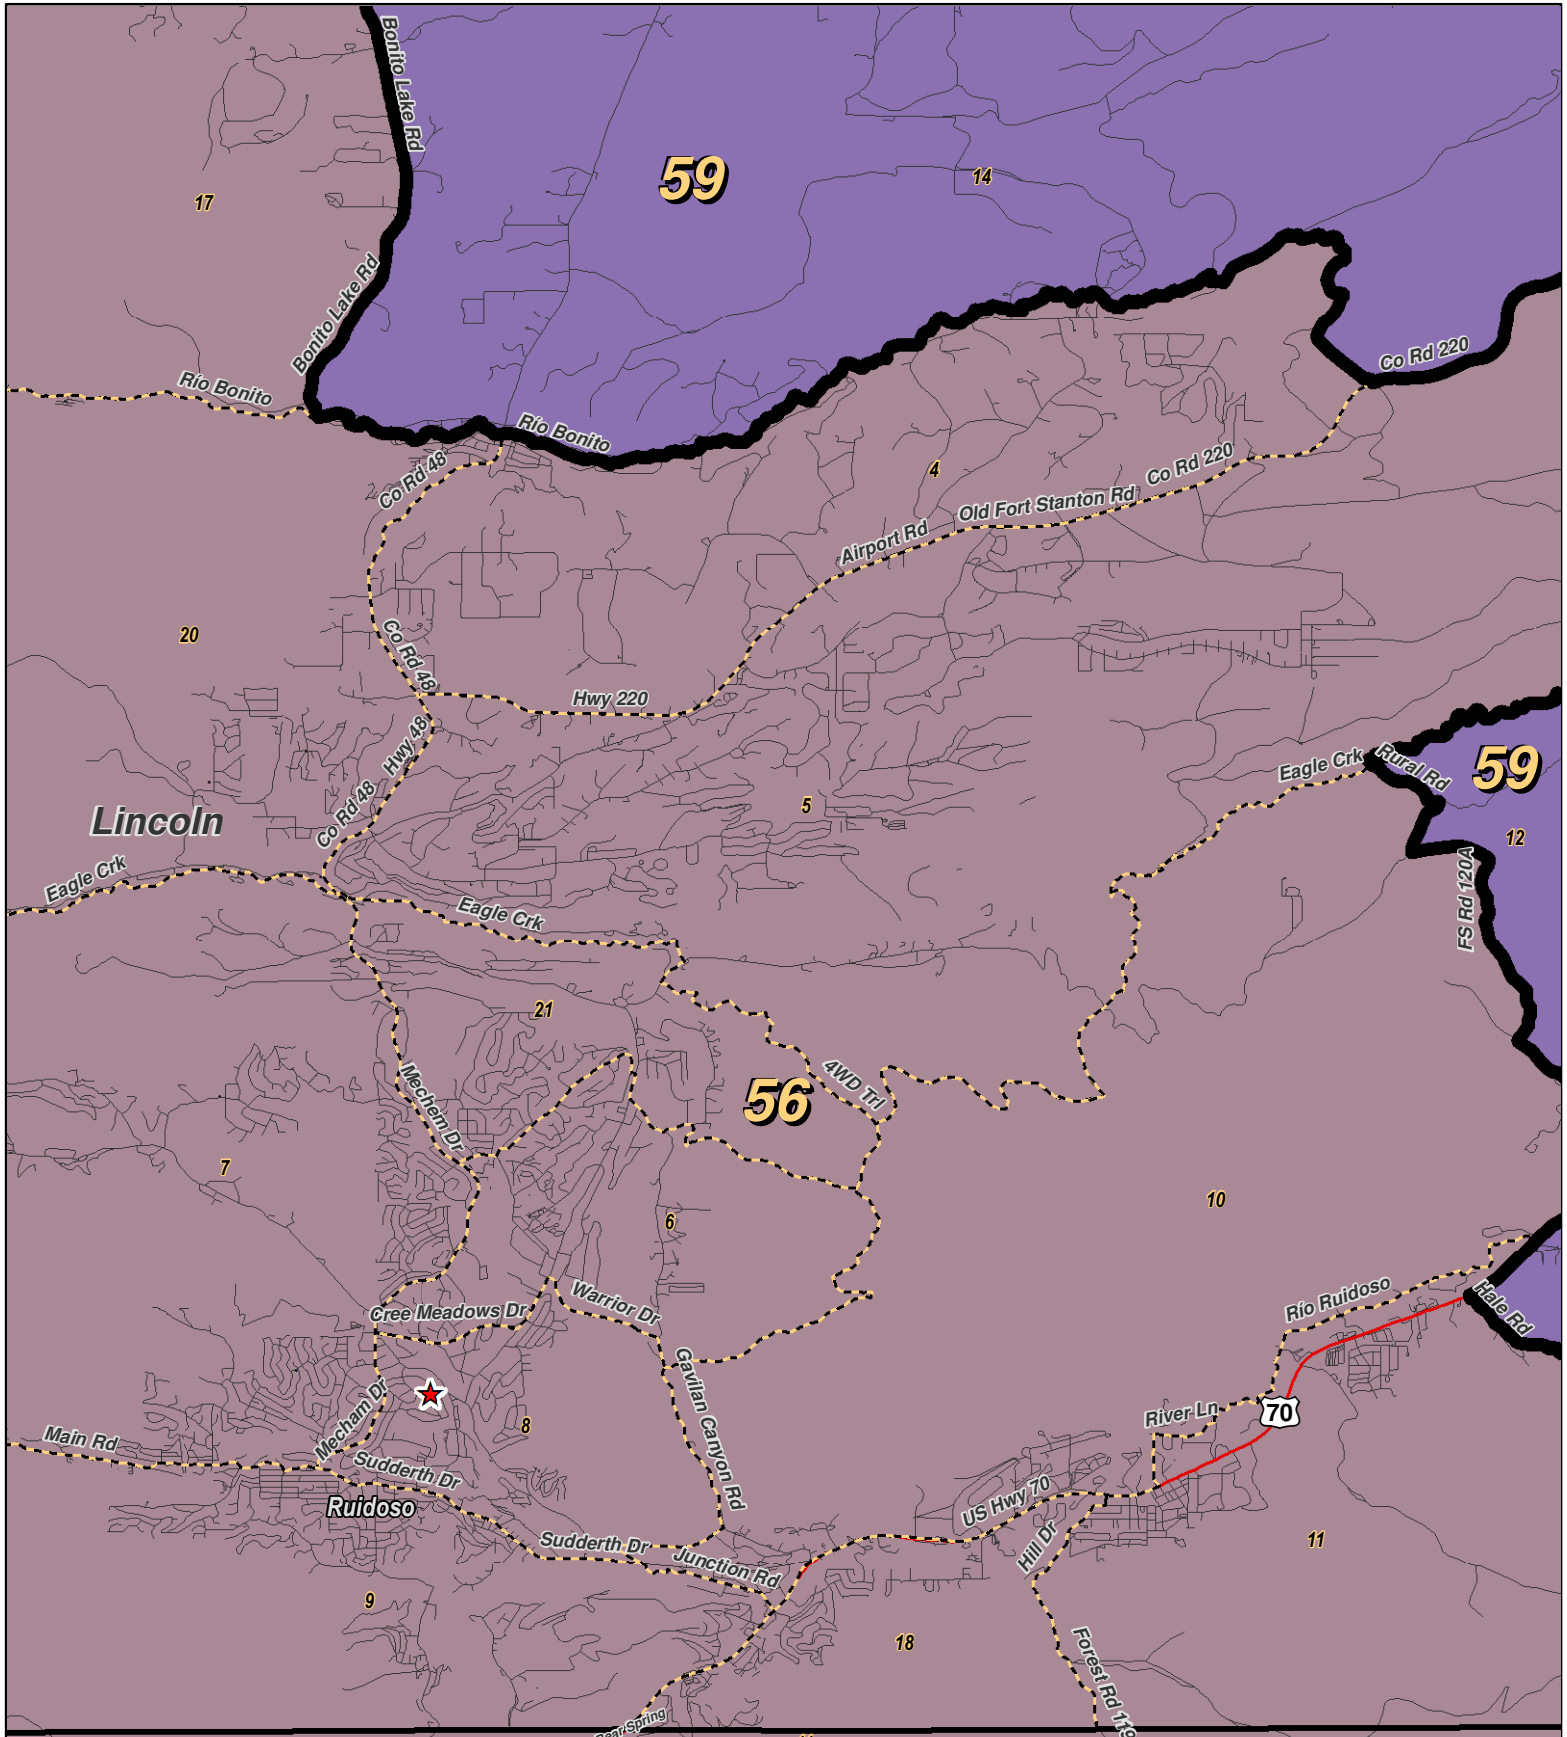 Bonito Lake Rd
59
14
17
Bonito Lake Rd
Co Rd 220
Río Bonito
Río Bonito
Co Rd 48
4
Co Rd 220
Old Fort Stanton Rd
Airport Rd
20
Co Rd 48
Hwy 220
Hwy 48
Eagle Crk
Rural Rd
59
Co Rd 48
5
Lincoln
12
Eagle Crk
FS Rd 120A
Eagle Crk
21
4WD Trl
56
Mechem Dr
7
10
6
Río Ruidoso
Hale Rd
Warrior Dr
Cree Meadows Dr
Gavilan Canyon Rd
River Ln
70
Mecham Dr
8
Main Rd
Sudderth Dr
US Hwy 70
Ruidoso
Sudderth Dr
Junction Rd
Hill Dr
11
9
18
Forest Rd 119
Spring